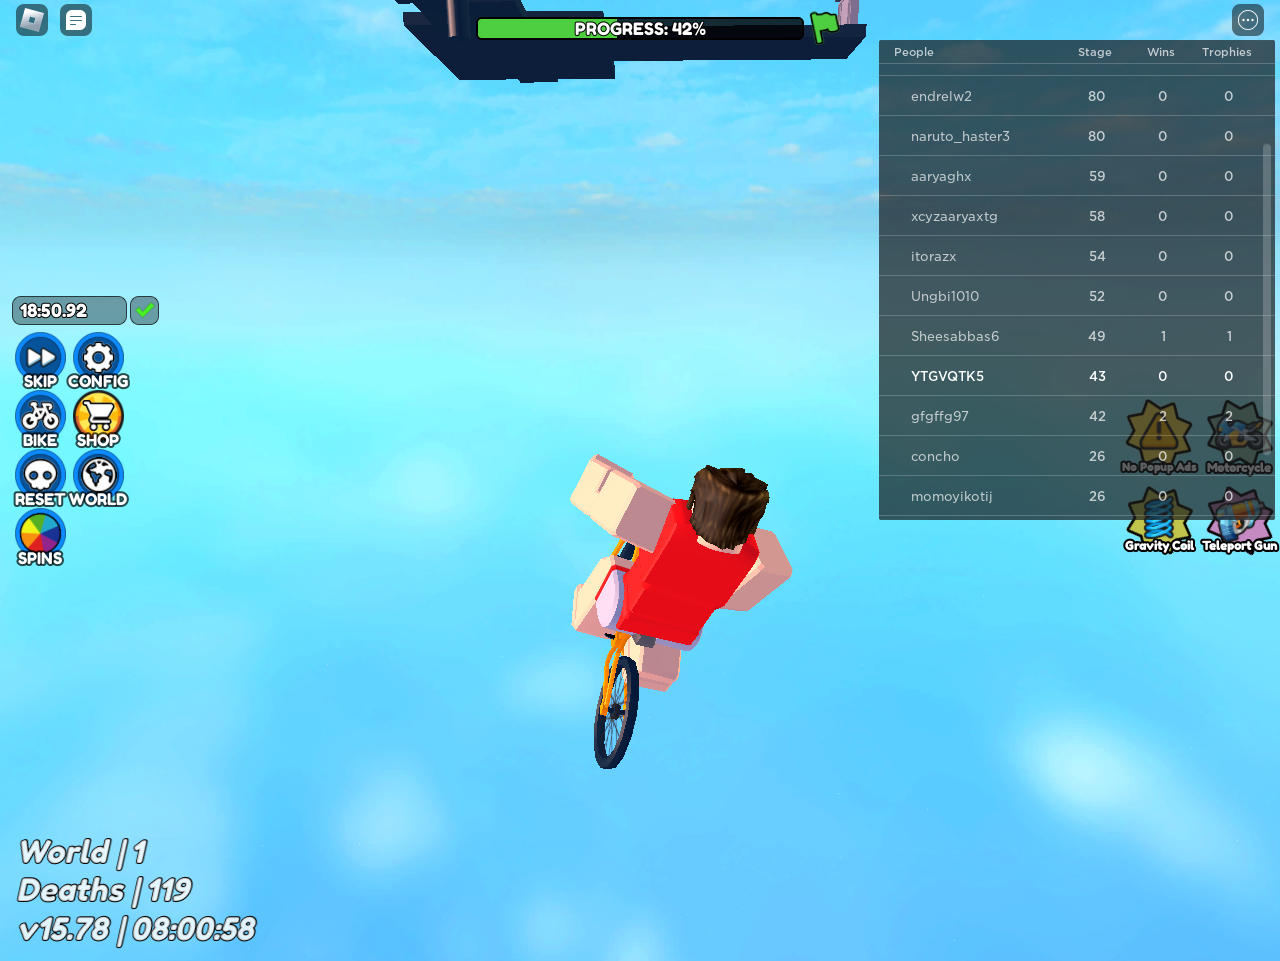 PROGRESS: 42%
People Stage Wins Trophies
endrelw2 80 0 0
naruto_haster3 80 0 0
aaryaghx 59 0 0
xcyzaaryaxtg 58 0 0
itorazx 54 0 0
Ungbi1010 52 0 0
Sheesabbas6 49 1 1
YTGVQTK5 43 0 0
gfgffg97 42 2 2
concho 26 0 0
momoyikotij 26 0 0
No Popup Ads Motorcycle
Gravity Coil Teleport Gun
18:50.92
SKIP CONFIG
BIKE SHOP
RESET WORLD
SPINS
World | 1
Deaths | 119
v15.78 | 08:00:58